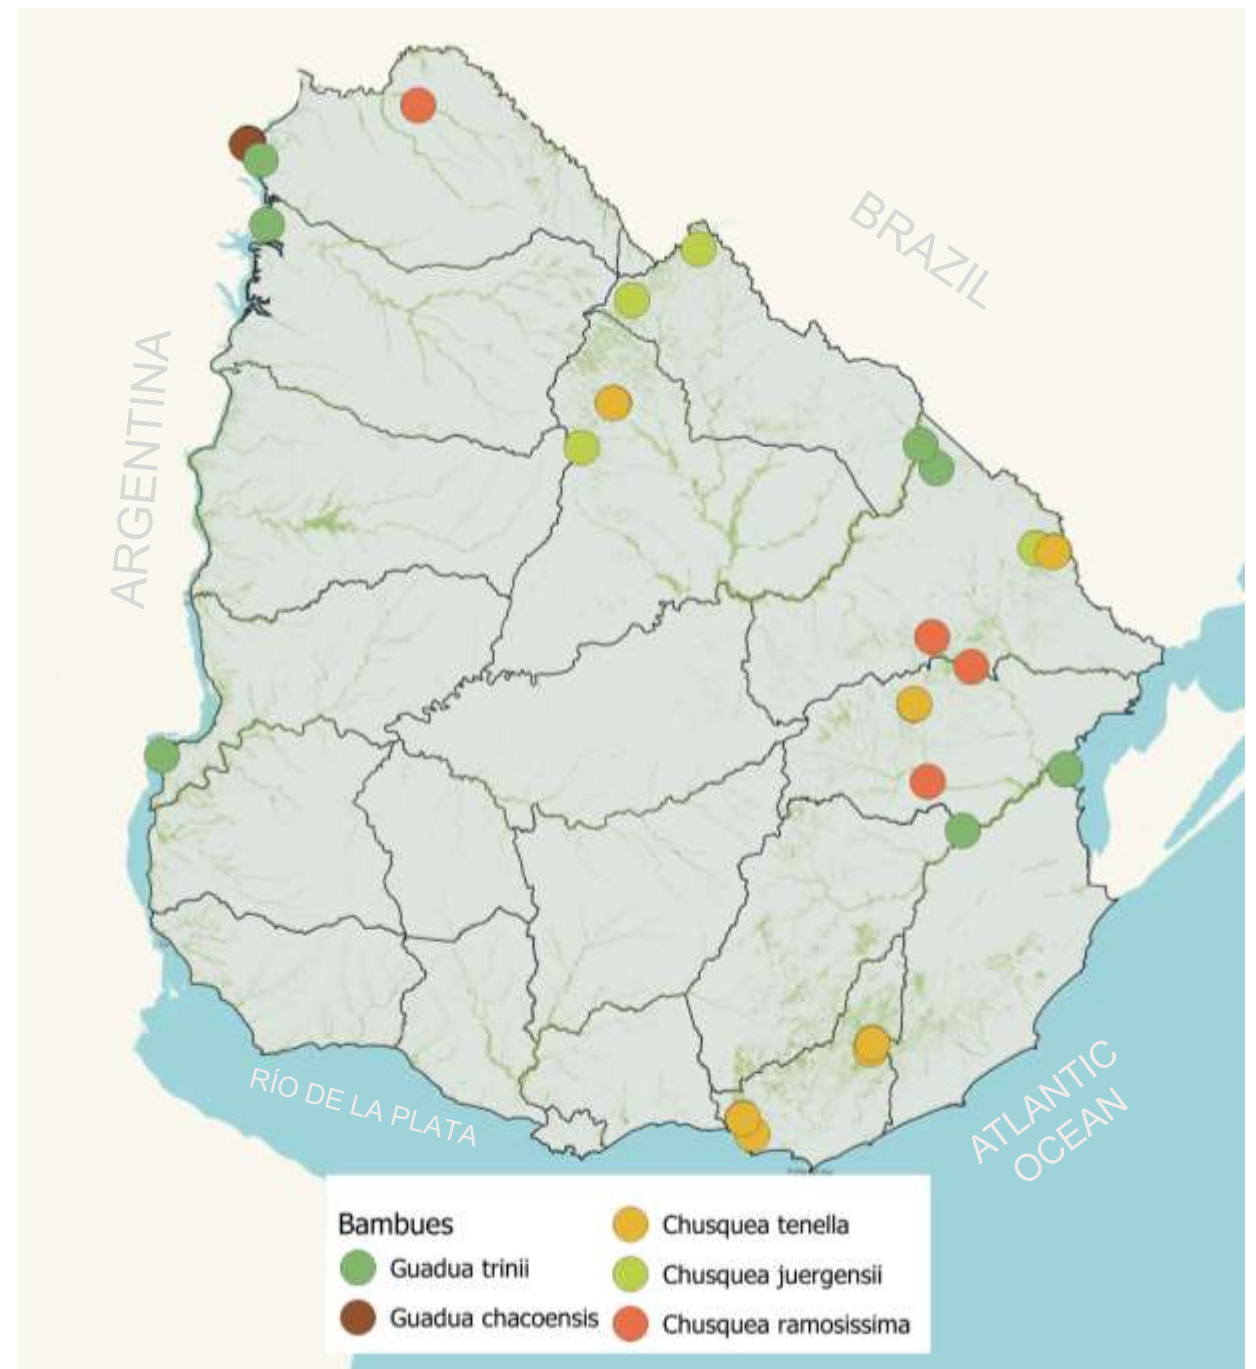 BRAZIL
ARGENTINA
RÍO DE LA PLATA
ATLANTIC
OCEAN
Bambues
Guadua trinii
Guadua chacoensis
Chusquea tenella
Chusquea juergensii
Chusquea ramosissima